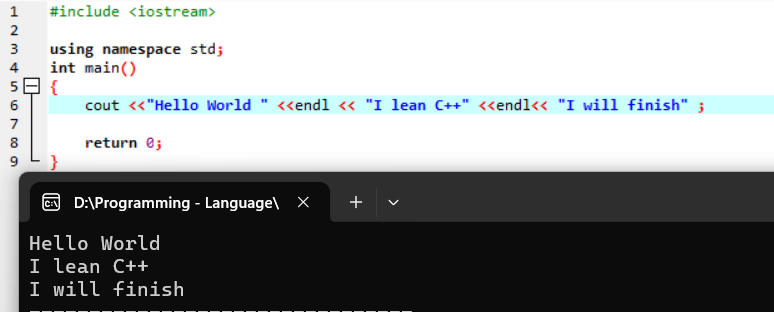 1 #include <iostream>
2
3 using namespace std;
4 int main()
5 {
6 cout <<"Hello World " <<endl << "I lean C++" <<endl<< "I will finish" ;
7
8 return 0;
9 }
D:\Programming - Language\
Hello World
I lean C++
I will finish